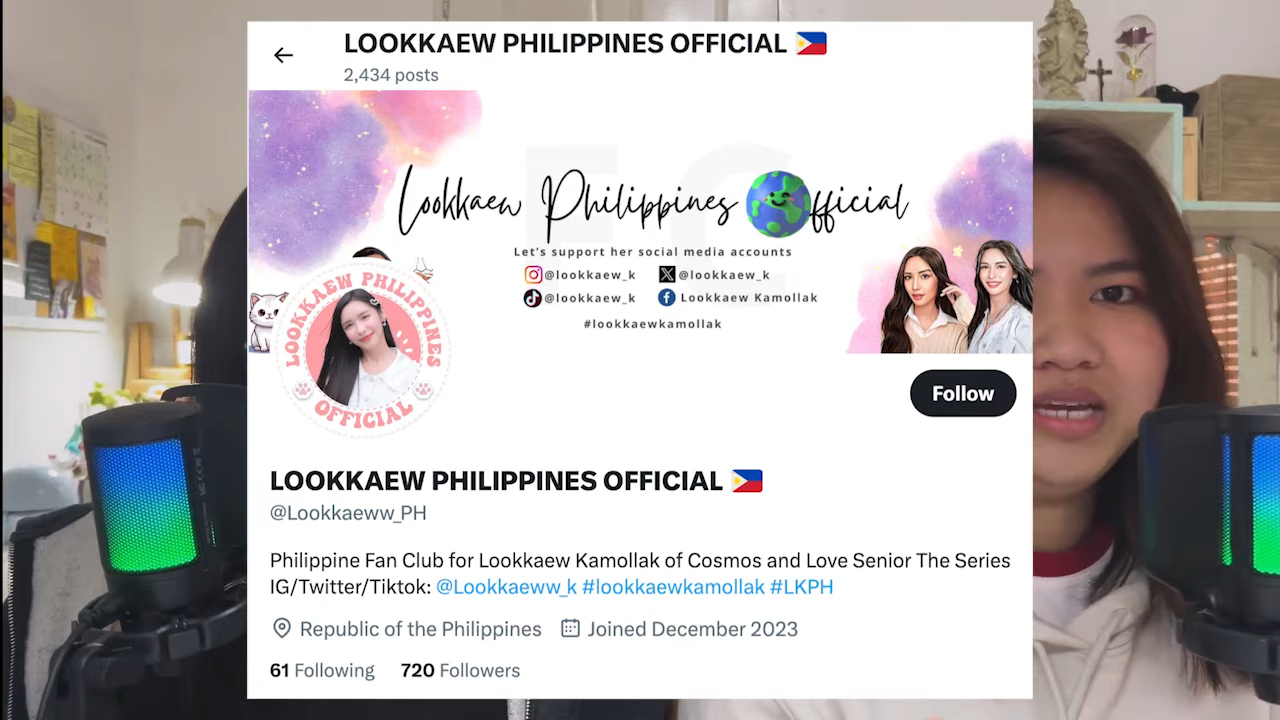 LOOKKAEW PHILIPPINES OFFICIAL 🇵🇭
2,434 posts
Lookkaew Philippines Official
Let's support her social media accounts
@lookkaew_k @lookkaew_k
@lookkaew_k Lookkaew Kamollak
#lookkaewkamollak
LOOKKAEW PHILIPPINES
OFFICIAL
Follow
LOOKKAEW PHILIPPINES OFFICIAL 🇵🇭
@Lookkaeww_PH
Philippine Fan Club for Lookkaew Kamollak of Cosmos and Love Senior The Series
IG/Twitter/Tiktok: @Lookkaeww_k #lookkaewkamollak #LKPH
Republic of the Philippines Joined December 2023
61 Following 720 Followers